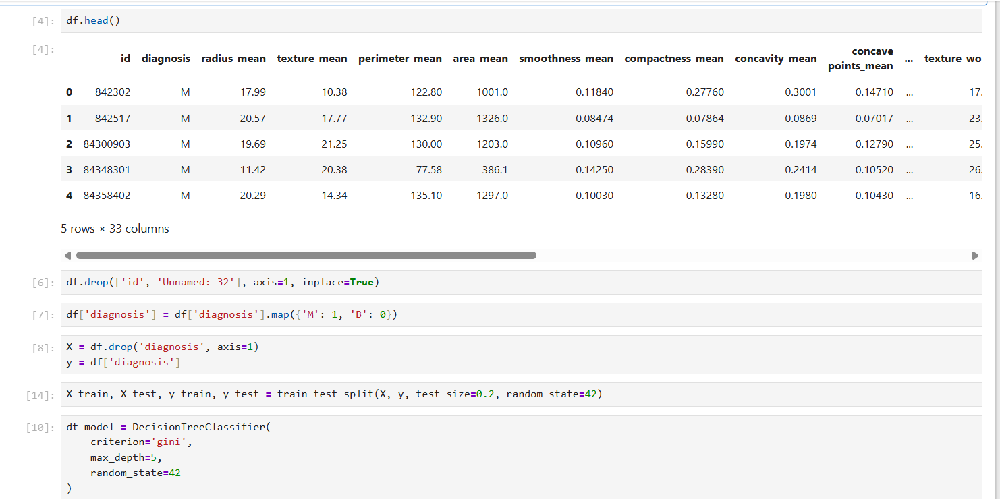 [4]: df.head()
[4]:
id diagnosis radius_mean texture_mean perimeter_mean area_mean smoothness_mean compactness_mean concavity_mean concave points_mean ... texture_wor
0 842302 M 17.99 10.38 122.80 1001.0 0.11840 0.27760 0.3001 0.14710 ... 17.
1 842517 M 20.57 17.77 132.90 1326.0 0.08474 0.07864 0.0869 0.07017 ... 23.
2 84300903 M 19.69 21.25 130.00 1203.0 0.10960 0.15990 0.1974 0.12790 ... 25.
3 84348301 M 11.42 20.38 77.58 386.1 0.14250 0.28390 0.2414 0.10520 ... 26.
4 84358402 M 20.29 14.34 135.10 1297.0 0.10030 0.13280 0.1980 0.10430 ... 16.
5 rows × 33 columns
[6]: df.drop(['id', 'Unnamed: 32'], axis=1, inplace=True)
[7]: df['diagnosis'] = df['diagnosis'].map({'M': 1, 'B': 0})
[8]: X = df.drop('diagnosis', axis=1)
y = df['diagnosis']
[14]: X_train, X_test, y_train, y_test = train_test_split(X, y, test_size=0.2, random_state=42)
[10]: dt_model = DecisionTreeClassifier(
    criterion='gini',
    max_depth=5,
    random_state=42
)